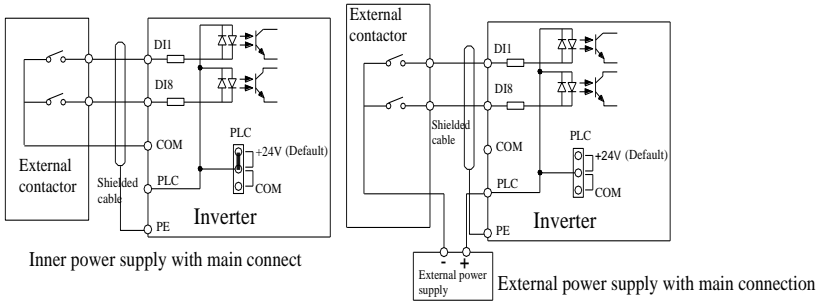 DI1
DI8
COM
PLC
+24V (Default)
COM
External
contactor
Shielded
cable
PLC
Inverter
PE
Inner power supply with main connect
External
contactor
DI1
DI8
Shielded
cable
COM
PLC
+24V (Default)
COM
PLC
Inverter
PE
- +
External power
supply
External power supply with main connection